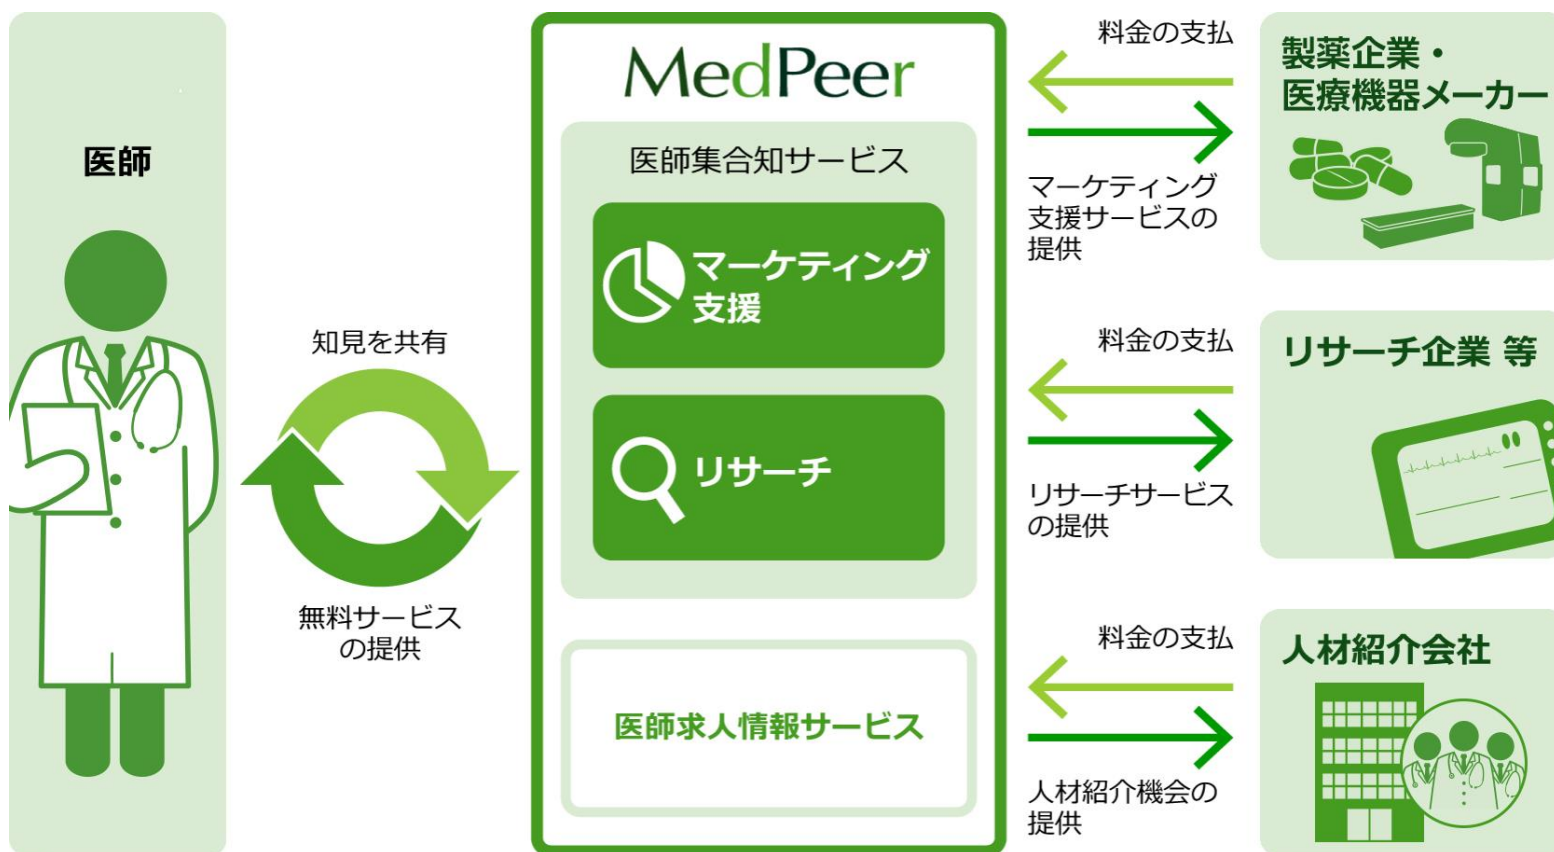 医師
知見を共有
無料サービス
の提供
MedPeer
医師集合知サービス
マーケティング
支援
リサーチ
医師求人情報サービス
料金の支払
マーケティング
支援サービスの
提供
製薬企業・
医療機器メーカー
料金の支払
リサーチサービス
の提供
リサーチ企業 等
料金の支払
人材紹介機会の
提供
人材紹介会社